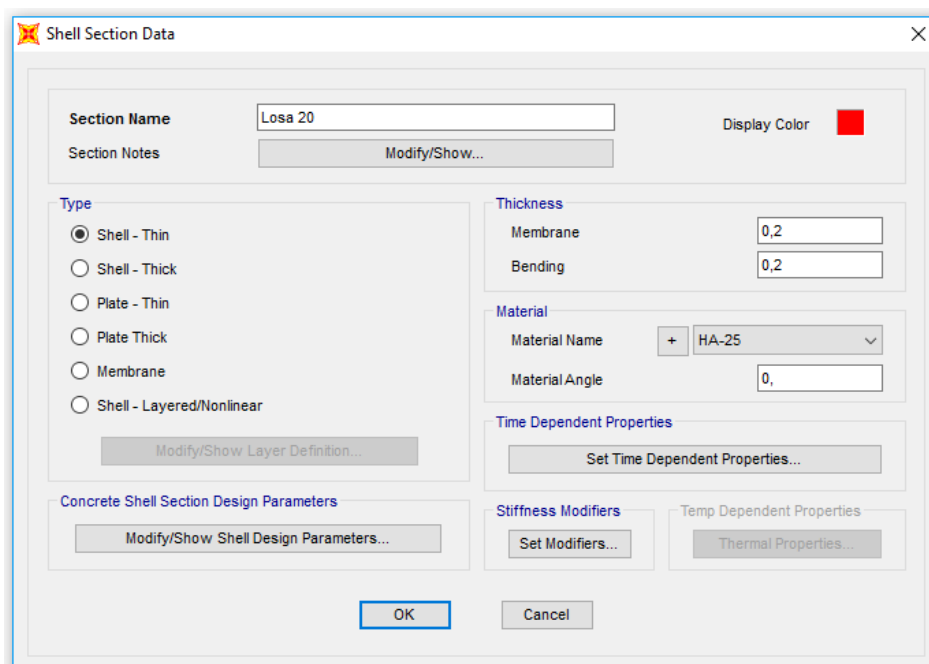 Shell Section Data
Section Name
Losa 20
Display Color
Section Notes
Modify/Show...
Type
Shell - Thin
Shell - Thick
Plate - Thin
Plate Thick
Membrane
Shell - Layered/Nonlinear
Modify/Show Layer Definition...
Thickness
Membrane
0,2
Bending
0,2
Material
Material Name
+
HA-25
Material Angle
0,
Time Dependent Properties
Set Time Dependent Properties...
Concrete Shell Section Design Parameters
Modify/Show Shell Design Parameters...
Stiffness Modifiers
Set Modifiers...
Temp Dependent Properties
Thermal Properties...
OK
Cancel